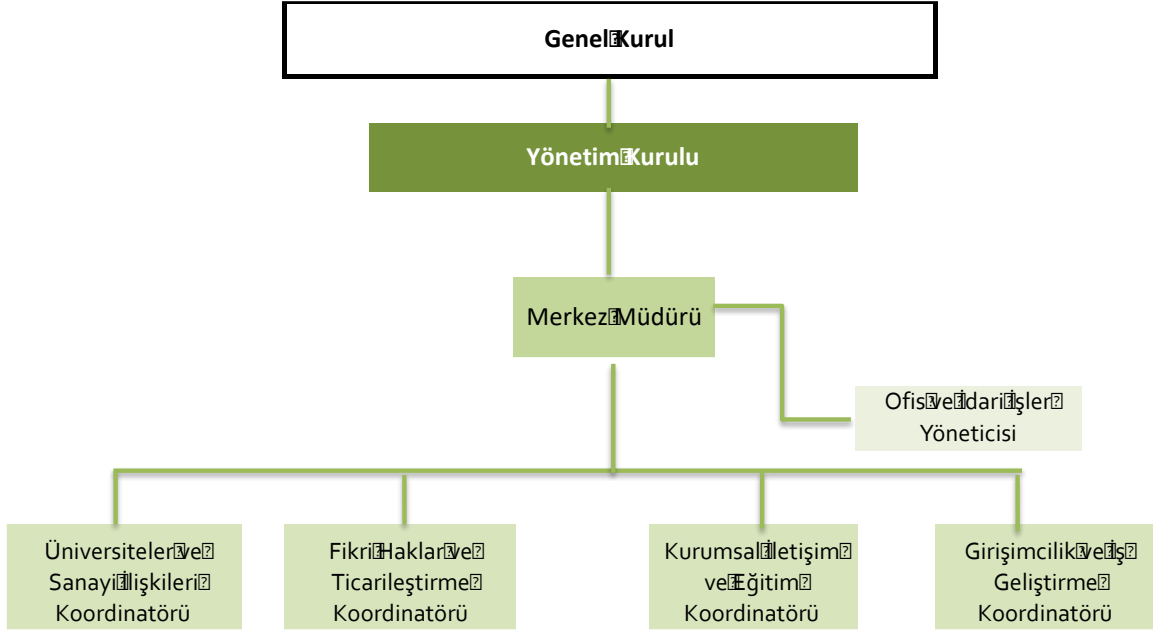 Genel Kurul
Yönetim Kurulu
Merkez Müdürü
Ofis ve İdari İşler
Yöneticisi
Üniversiteler ve
Sanayi İlişkileri
Koordinatörü
Fikri Haklar ve
Ticarileştirme
Koordinatörü
Kurumsal İletişim
ve Eğitim
Koordinatörü
Girişimcilik ve İş
Geliştirme
Koordinatörü